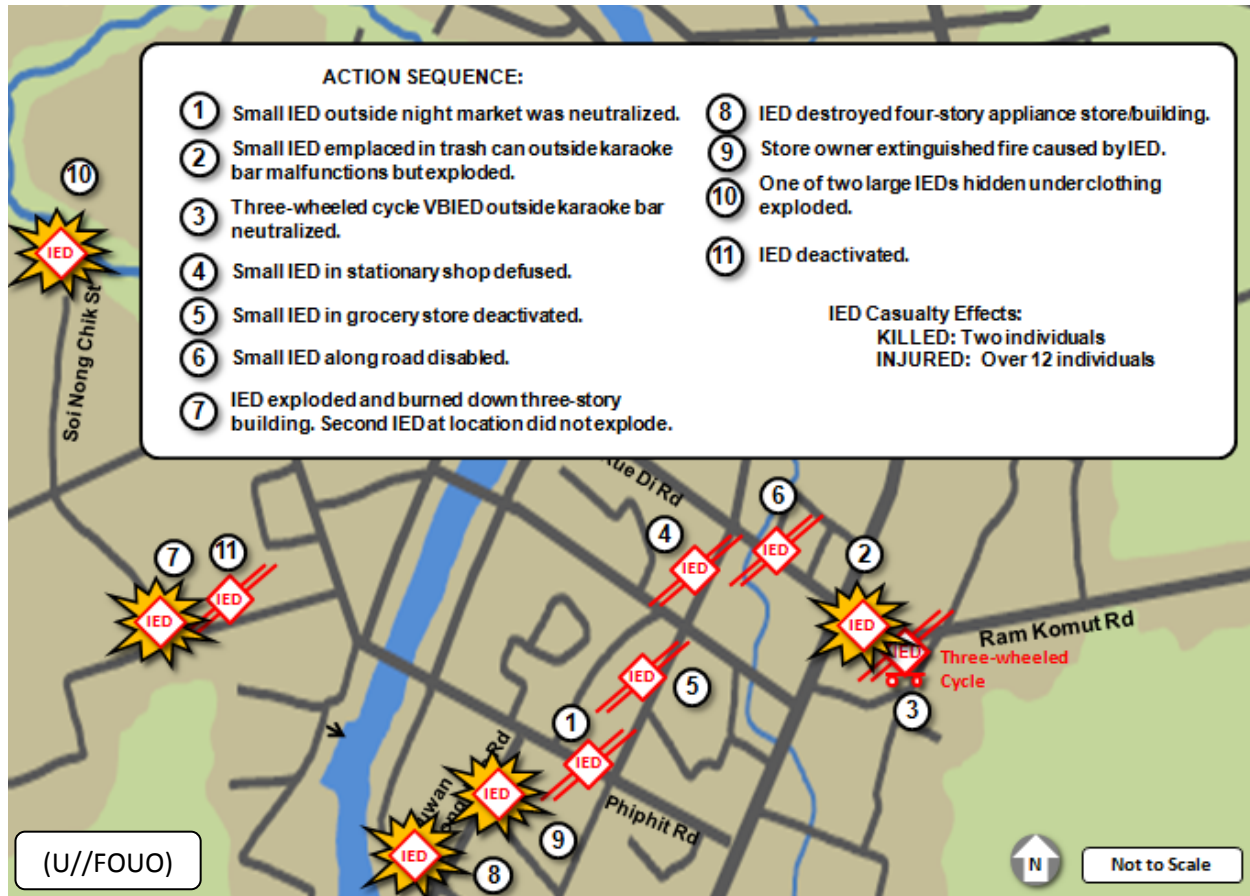 ACTION SEQUENCE:
1 Small IED outside night market was neutralized.
2 Small IED emplaced in trash can outside karaoke
bar malfunctions but exploded.
3 Three-wheeled cycle VBIED outside karaoke bar
neutralized.
4 Small IED in stationary shop defused.
5 Small IED in grocery store deactivated.
6 Small IED along road disabled.
7 IED exploded and burned down three-story
building. Second IED at location did not explode.
8 IED destroyed four-story appliance store/building.
9 Store owner extinguished fire caused by IED.
10 One of two large IEDs hidden under clothing
exploded.
11 IED deactivated.
IED Casualty Effects:
KILLED: Two individuals
INJURED: Over 12 individuals
10
IED
Soi Nong Chik St
Di Rd
6
4
IED
IED
2
IED
7
11
IED
IED
Ram Komut Rd
IED
Three-wheeled
Cycle
3
IED
5
1
IED
Rd
IED
9
Phiphit Rd
IED
8
(U//FOUO)
N
Not to Scale